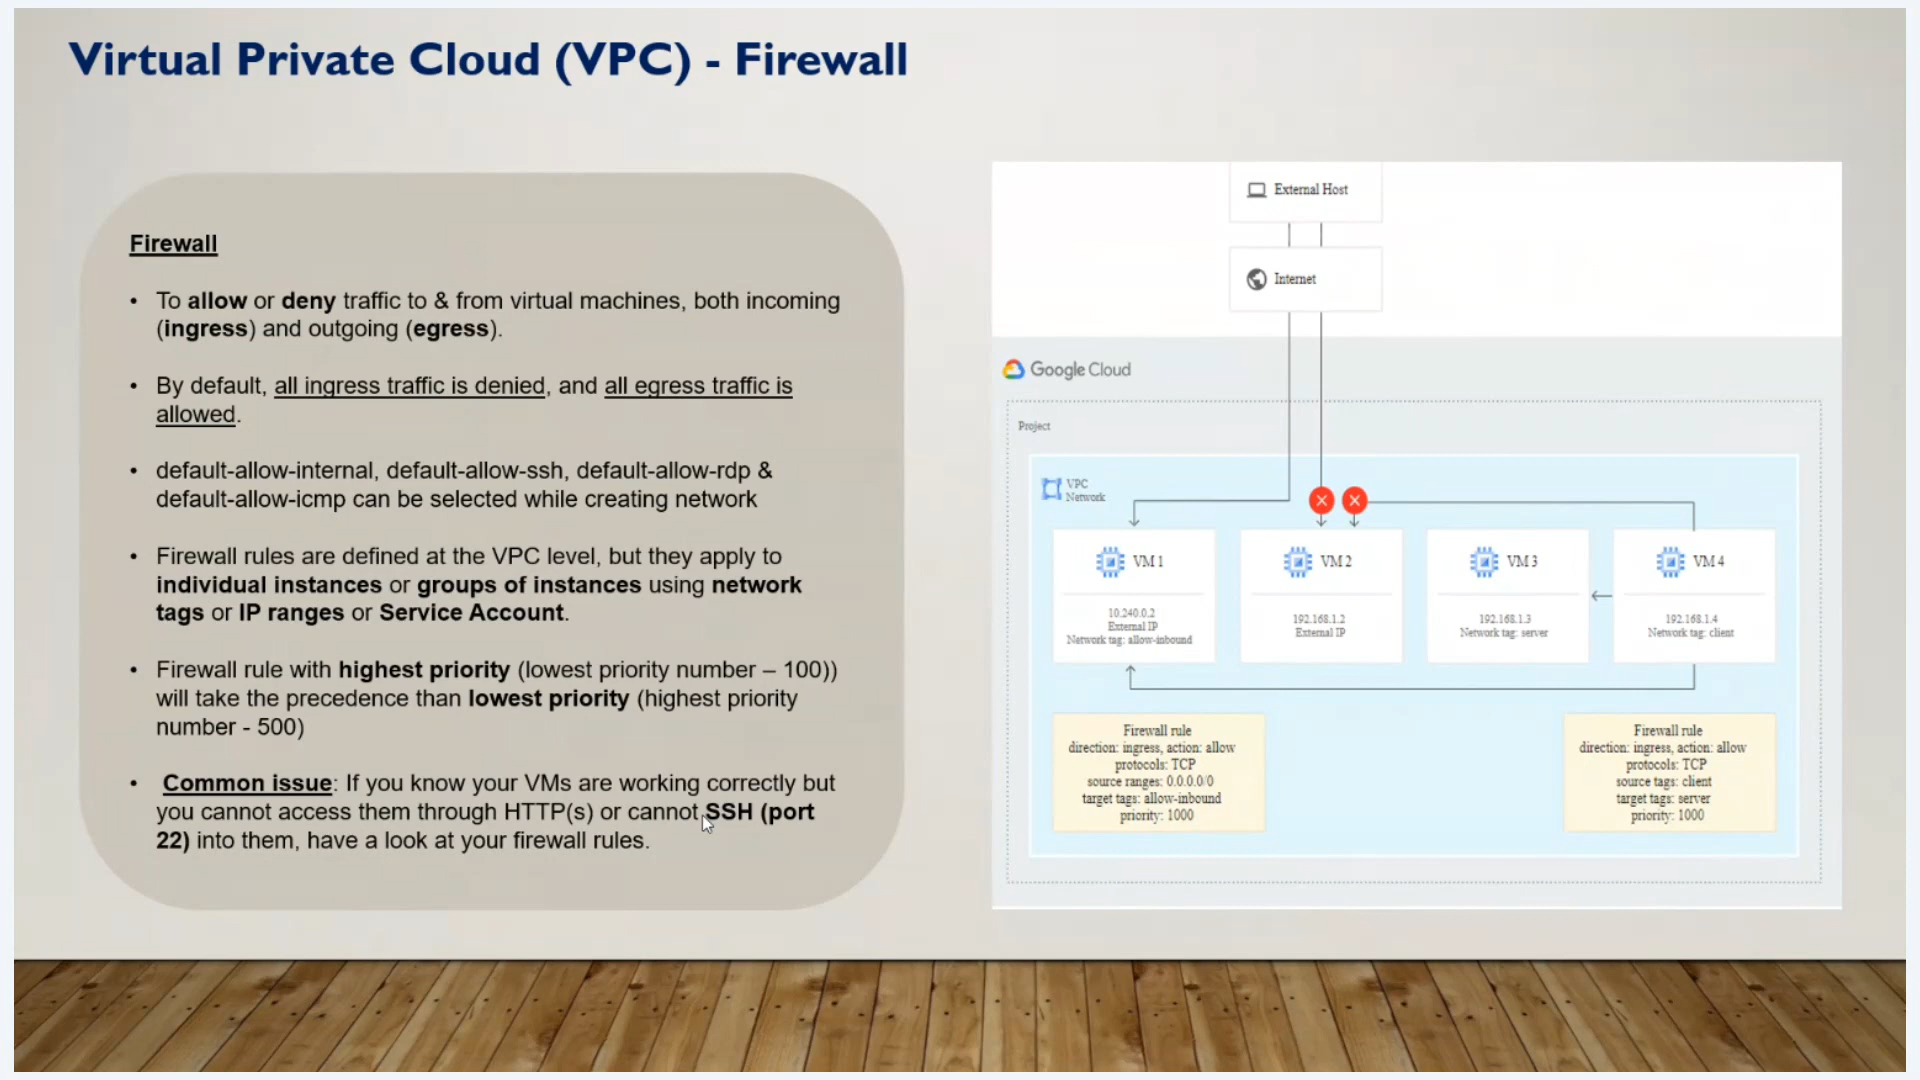 Virtual Private Cloud (VPC) - Firewall
Firewall
• To allow or deny traffic to & from virtual machines, both incoming
(ingress) and outgoing (egress).
• By default, all ingress traffic is denied, and all egress traffic is
allowed.
• default-allow-internal, default-allow-ssh, default-allow-rdp &
default-allow-icmp can be selected while creating network
• Firewall rules are defined at the VPC level, but they apply to
individual instances or groups of instances using network
tags or IP ranges or Service Account.
• Firewall rule with highest priority (lowest priority number – 100))
will take the precedence than lowest priority (highest priority
number - 500)
• Common issue: If you know your VMs are working correctly but
you cannot access them through HTTP(s) or cannot SSH (port
22) into them, have a look at your firewall rules.
External Host
Internet
Google Cloud
Project
VPC
Network
VM 1
10.240.0.2
External IP
Network tag: allow-inbound
VM 2
192.168.1.2
External IP
VM 3
192.168.1.3
Network tag: server
VM 4
192.168.1.4
Network tag: client
Firewall rule
direction: ingress, action: allow
protocols: TCP
source ranges: 0.0.0.0/0
target tags: allow-inbound
priority: 1000
Firewall rule
direction: ingress, action: allow
protocols: TCP
source tags: client
target tags: server
priority: 1000